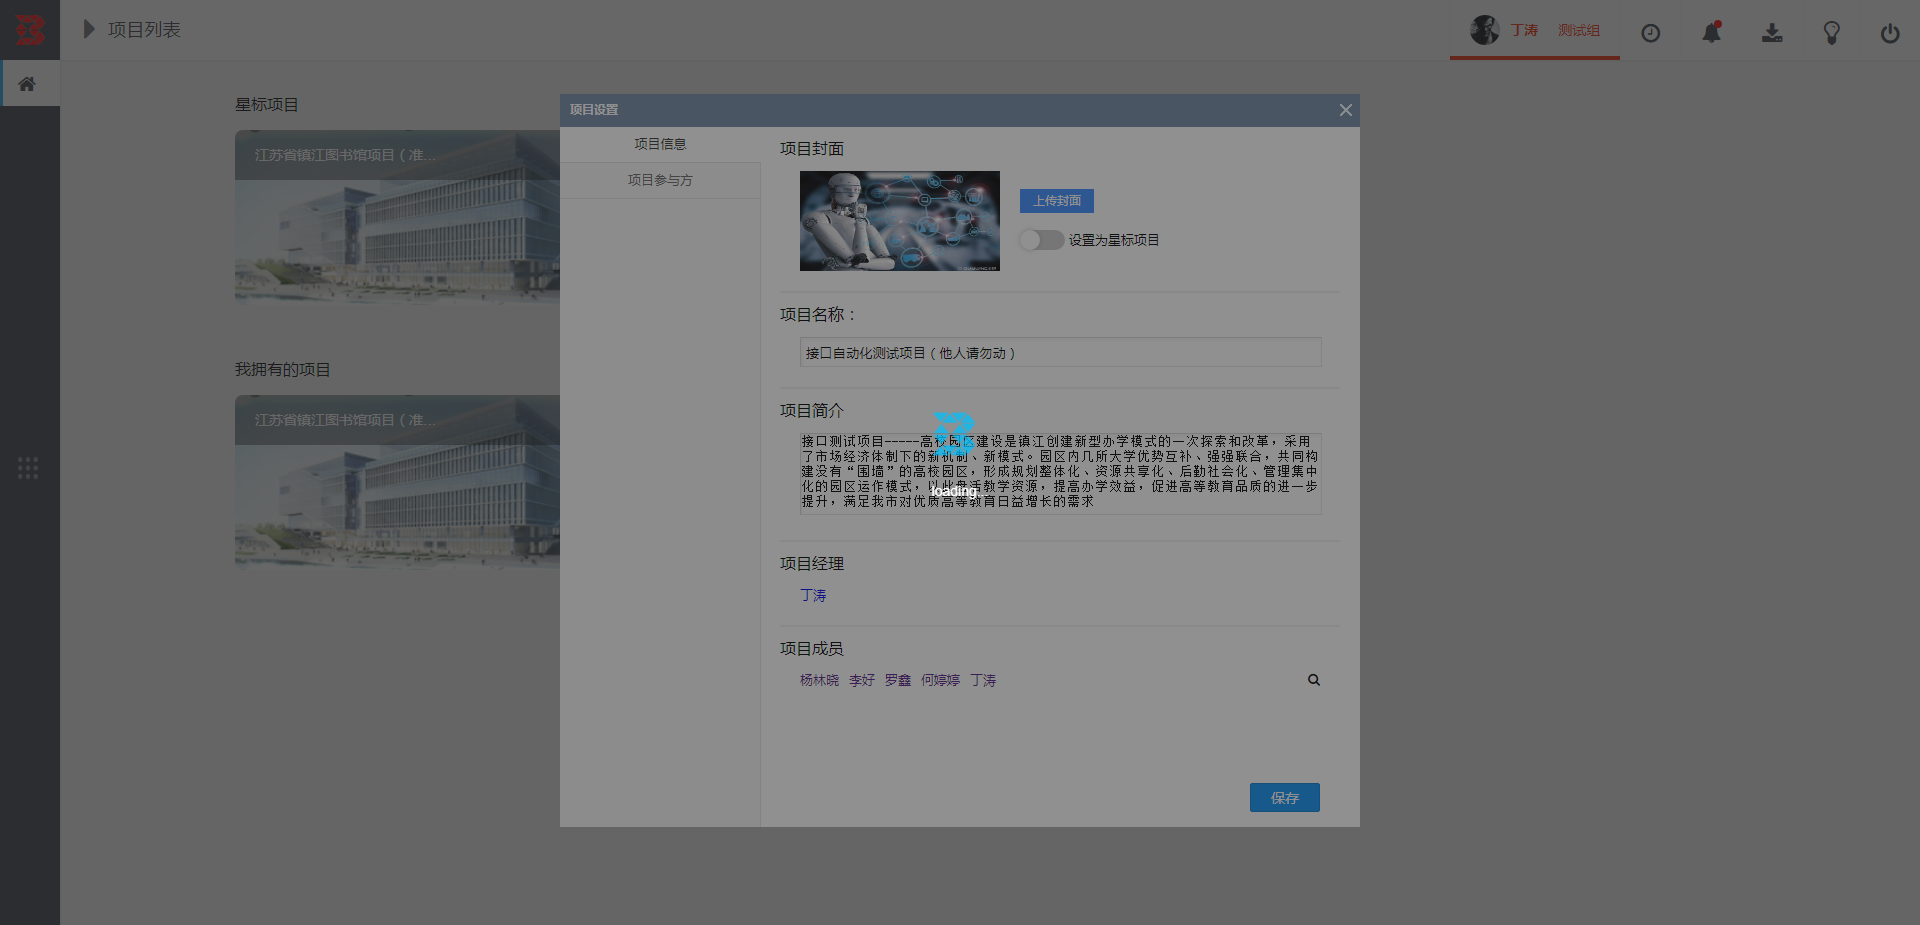 项目列表
丁涛 测试组
星标项目
江苏省镇江图书馆项目（准...
我拥有的项目
江苏省镇江图书馆项目（准...
项目设置
项目信息
项目参与方
项目封面
上传封面
设置为星标项目
项目名称：
接口自动化测试项目（他人请勿动）
项目简介
接口测试项目-----高校园区建设是镇江创建新型办学模式的一次探索和改革，采用
了市场经济体制下的新机制、新模式。园区内几所大学优势互补、强强联合，共同构
建没有“围墙”的高校园区，形成规划整体化、资源共享化、后勤社会化、管理集中
化的园区运作模式，以此盘活教学资源，提高办学效益，促进高等教育品质的进一步
提升，满足我市对优质高等教育日益增长的需求
loading
项目经理
丁涛
项目成员
杨林晓 李好 罗鑫 何婷婷 丁涛
保存